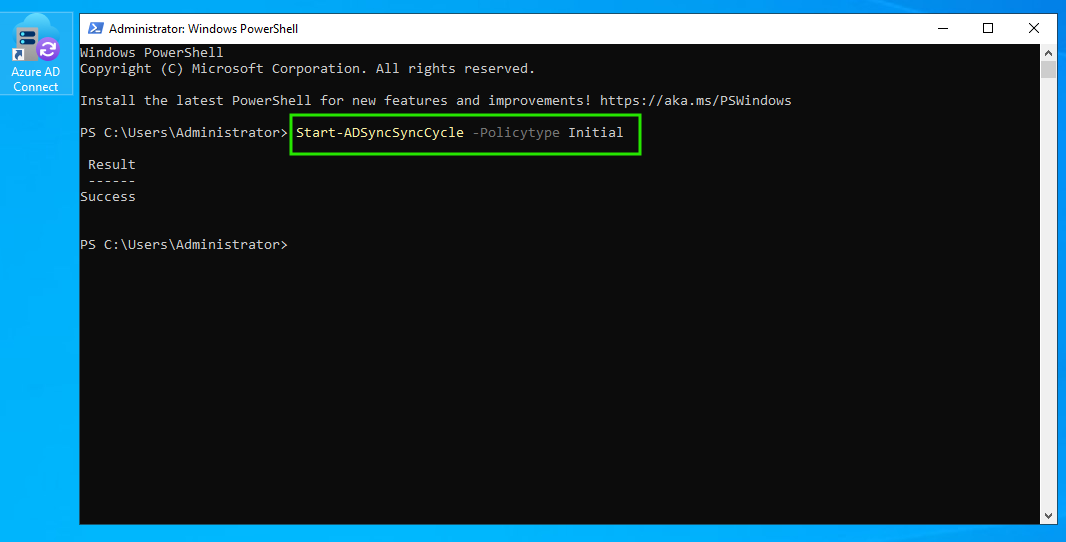 Azure AD
Connect
Administrator: Windows PowerShell
Windows PowerShell
Copyright (C) Microsoft Corporation. All rights reserved.
Install the latest PowerShell for new features and improvements! https://aka.ms/PSWindows
PS C:\Users\Administrator> Start-ADSyncSyncCycle -Policytype Initial
Result
------
Success
PS C:\Users\Administrator>